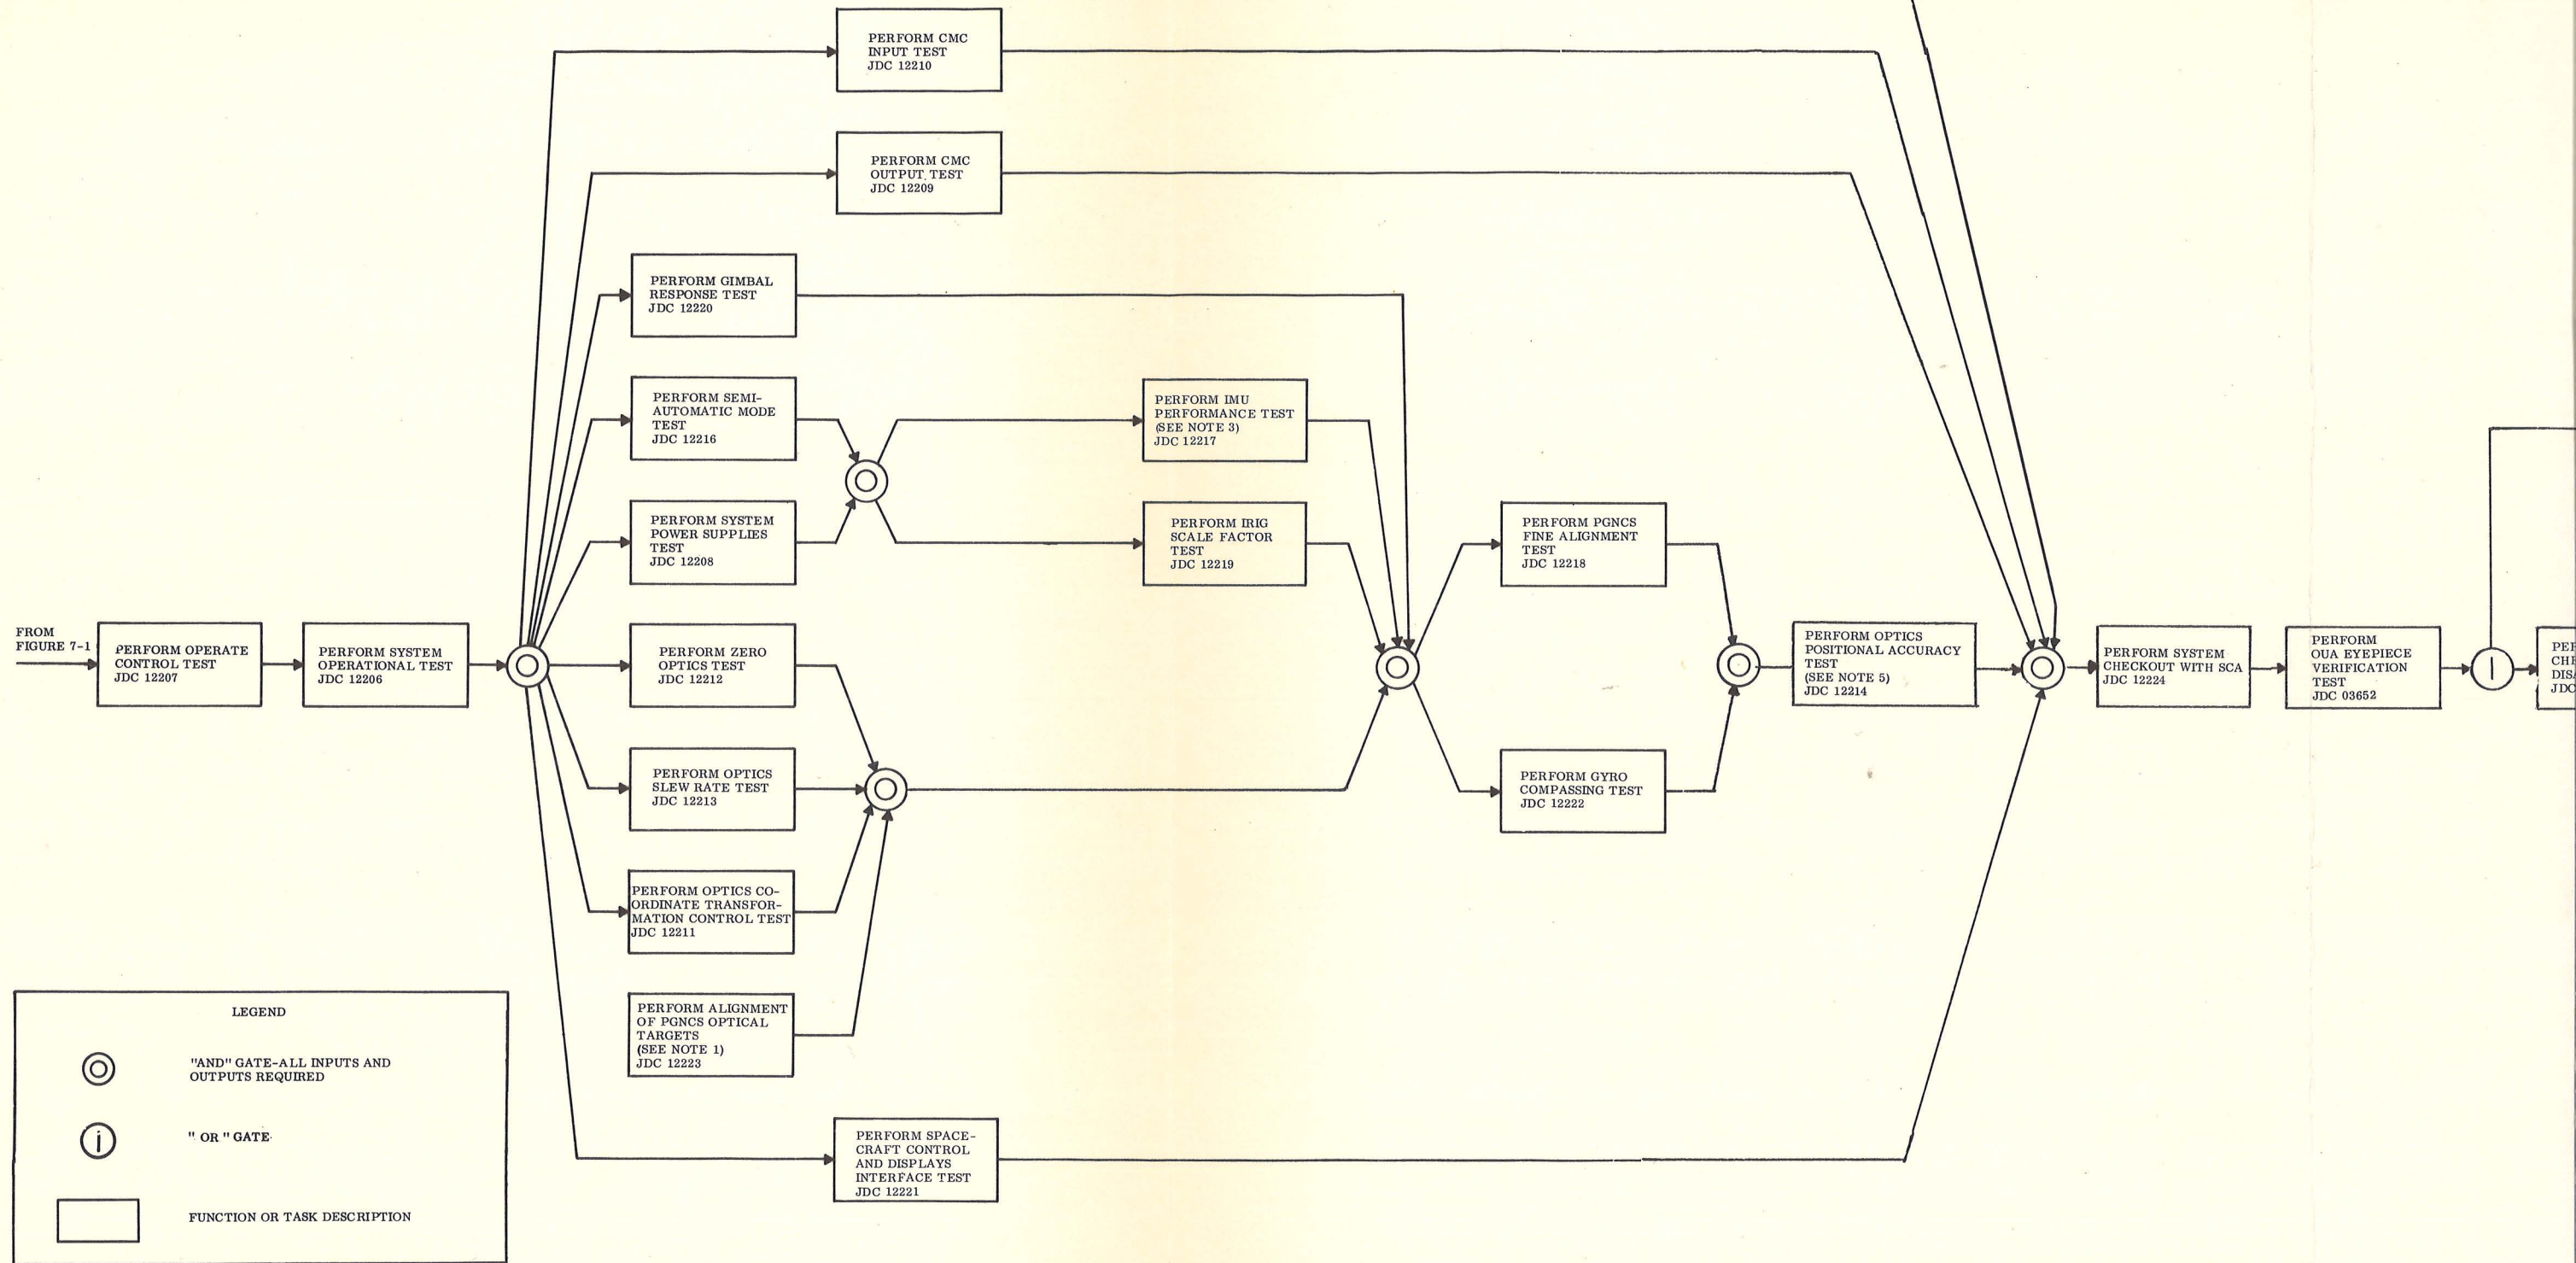 PERFORM CMC
INPUT TEST
JDC 12210
PERFORM CMC
OUTPUT TEST
JDC 12209
PERFORM GIMBAL
RESPONSE TEST
JDC 12220
PERFORM SEMI-
AUTOMATIC MODE
TEST
JDC 12216
PERFORM IMU
PERFORMANCE TEST
(SEE NOTE 3)
JDC 12217
PERFORM SYSTEM
POWER SUPPLIES
TEST
JDC 12208
PERFORM IRIG
SCALE FACTOR
TEST
JDC 12219
PERFORM PGNCS
FINE ALIGNMENT
TEST
JDC 12218
FROM
FIGURE 7-1
PERFORM OPERATE
CONTROL TEST
JDC 12207
PERFORM SYSTEM
OPERATIONAL TEST
JDC 12206
PERFORM ZERO
OPTICS TEST
JDC 12212
PERFORM OPTICS
POSITIONAL ACCURACY
TEST
(SEE NOTE 5)
JDC 12214
PERFORM SYSTEM
CHECKOUT WITH SCA
JDC 12224
PERFORM
OUA EYEPIECE
VERIFICATION
TEST
JDC 03652
JDC
PERFORM OPTICS
SLEW RATE TEST
JDC 12213
PERFORM GYRO
COMPASSING TEST
JDC 12222
PERFORM OPTICS CO-
ORDINATE TRANSFOR-
MATION CONTROL TEST
JDC 12211
PERFORM ALIGNMENT
OF PGNCS OPTICAL
TARGETS
(SEE NOTE 1)
JDC 12223
PERFORM SPACE-
CRAFT CONTROL
AND DISPLAYS
INTERFACE TEST
JDC 12221
LEGEND
"AND" GATE-ALL INPUTS AND
OUTPUTS REQUIRED
" OR " GATE
FUNCTION OR TASK DESCRIPTION